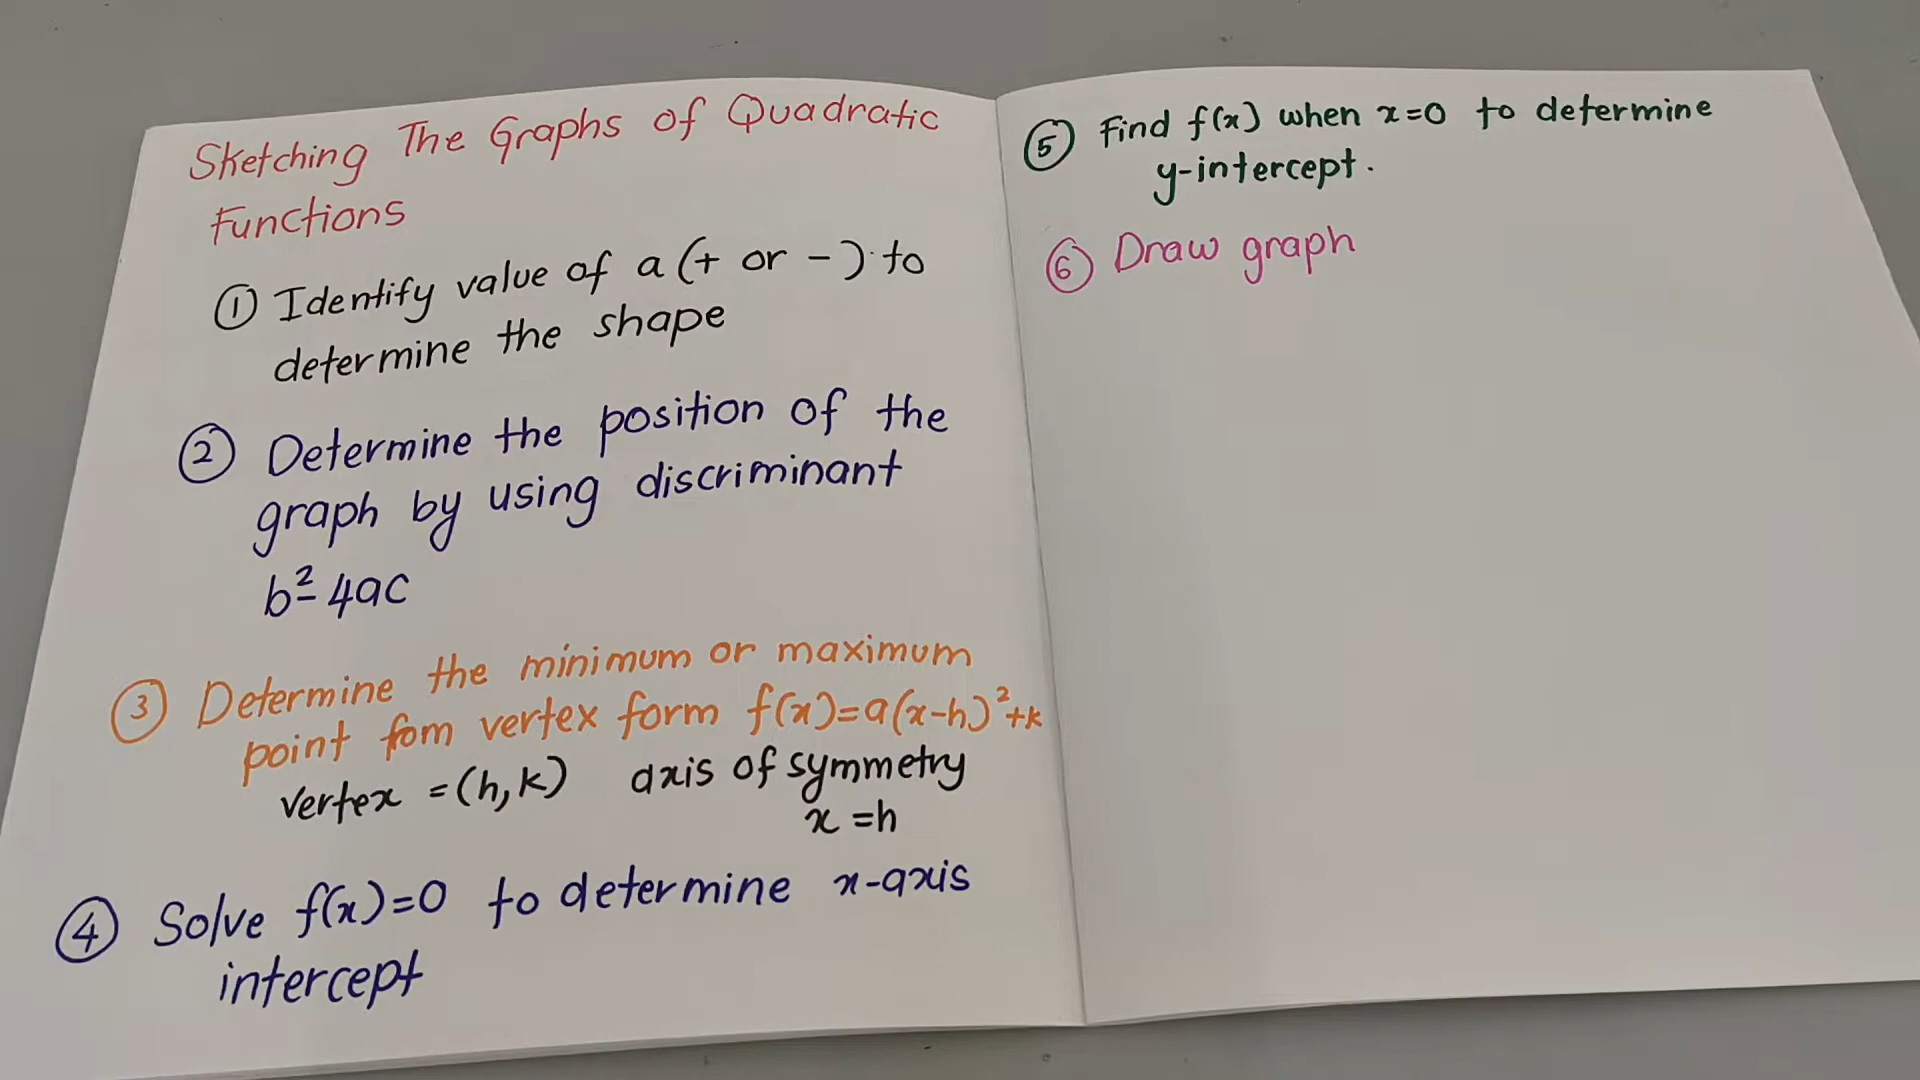 Sketching The Graphs of Quadratic
Functions
① Identify value of a (+ or -) to
determine the shape
② Determine the position of the
graph by using discriminant
b² - 4ac
③ Determine the minimum or maximum
point fom vertex form f(x)=a(x-h)²+k
vertex = (h,k) axis of symmetry
x = h
④ Solve f(x)=0 to determine x-axis
intercept
⑤ Find f(x) when x=0 to determine
y-intercept.
⑥ Draw graph